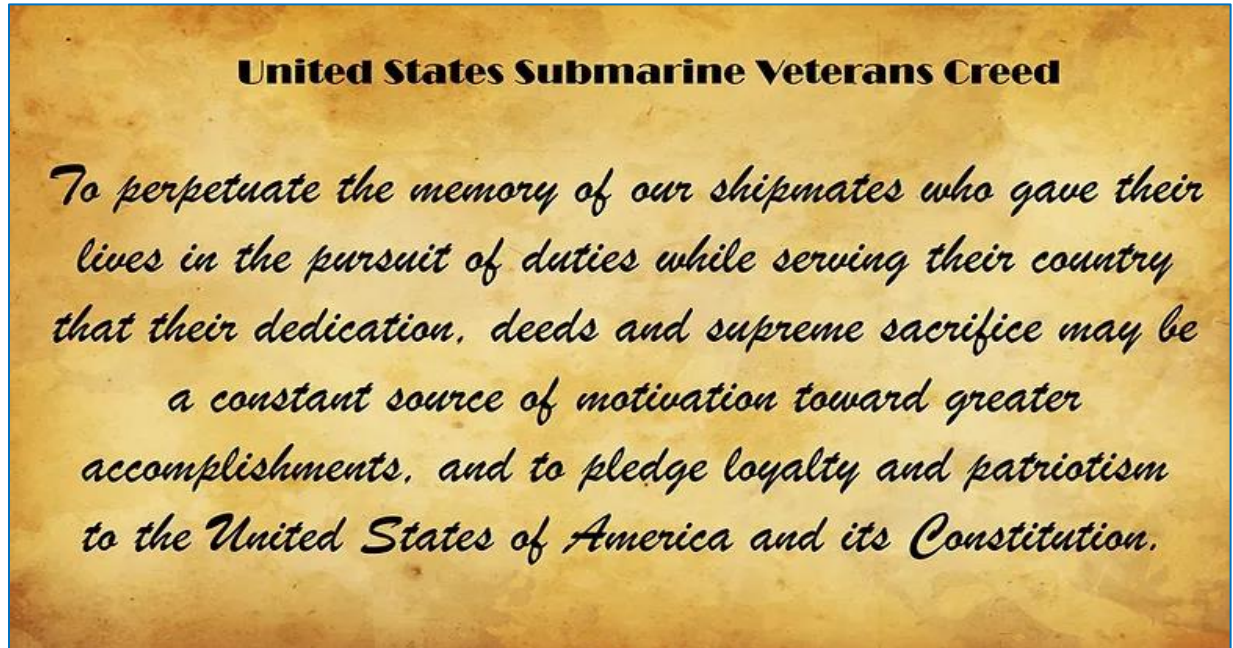 United States Submarine Veterans Creed
To perpetuate the memory of our shipmates who gave their
lives in the pursuit of duties while serving their country
that their dedication, deeds and supreme sacrifice may be
a constant source of motivation toward greater
accomplishments, and to pledge loyalty and patriotism
to the United States of America and its Constitution.